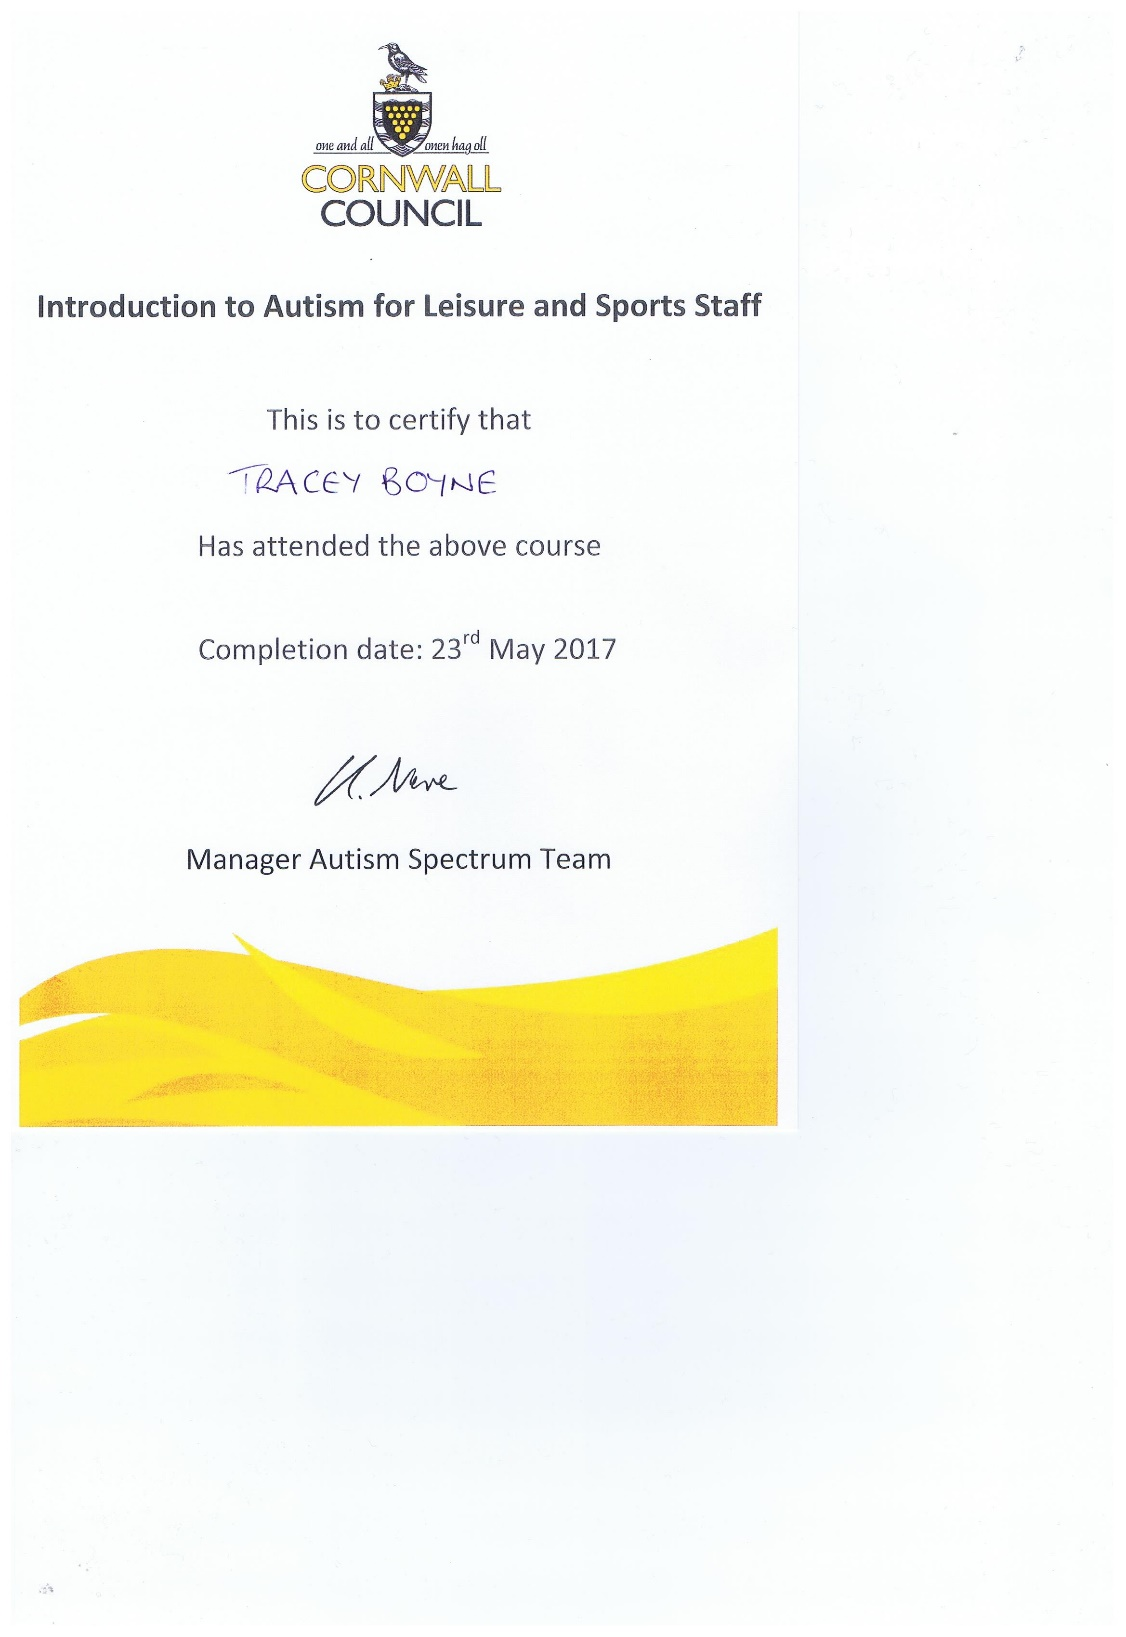 one and all onen hag oll
CORNWALL
COUNCIL
Introduction to Autism for Leisure and Sports Staff
This is to certify that
TRACEY BOYNE
Has attended the above course
Completion date: 23rd May 2017
Manager Autism Spectrum Team